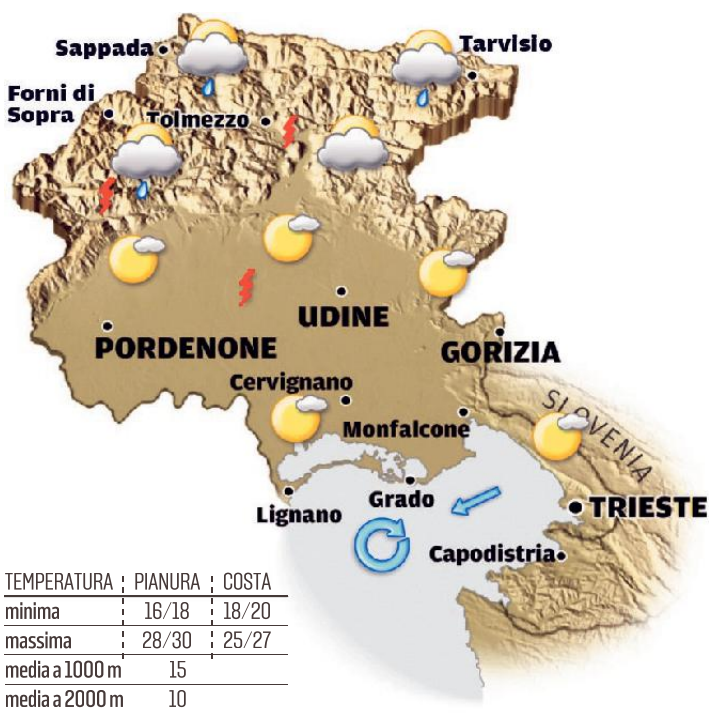 Sappada
Tarvisio
Forni di
Sopra
Tolmezzo
UDINE
PORDENONE
GORIZIA
Cervignano
SLOVENIA
Monfalcone
Grado
TRIESTE
Lignano
Capodistria
TEMPERATURA PIANURA COSTA
minima 16/18 18/20
massima 28/30 25/27
media a 1000 m 15
media a 2000 m 10